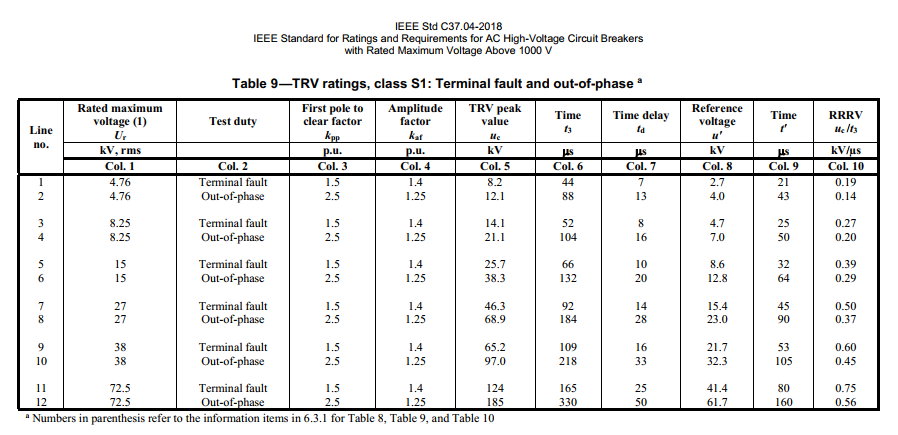 IEEE Std C37.04-2018
IEEE Standard for Ratings and Requirements for AC High-Voltage Circuit Breakers
with Rated Maximum Voltage Above 1000 V
Table 9—TRV ratings, class S1: Terminal fault and out-of-phase a
Line no. Rated maximum voltage (1) Ur Test duty First pole to clear factor kpp Amplitude factor kaf TRV peak value uc Time t3 Time delay td Reference voltage u' Time t' RRRV uc/t3
kV, rms p.u. p.u. kV µs µs kV µs kV/µs
Col. 1 Col. 2 Col. 3 Col. 4 Col. 5 Col. 6 Col. 7 Col. 8 Col. 9 Col. 10
1 4.76 Terminal fault 1.5 1.4 8.2 44 7 2.7 21 0.19
2 4.76 Out-of-phase 2.5 1.25 12.1 88 13 4.0 43 0.14
3 8.25 Terminal fault 1.5 1.4 14.1 52 8 4.7 25 0.27
4 8.25 Out-of-phase 2.5 1.25 21.1 104 16 7.0 50 0.20
5 15 Terminal fault 1.5 1.4 25.7 66 10 8.6 32 0.39
6 15 Out-of-phase 2.5 1.25 38.3 132 20 12.8 64 0.29
7 27 Terminal fault 1.5 1.4 46.3 92 14 15.4 45 0.50
8 27 Out-of-phase 2.5 1.25 68.9 184 28 23.0 90 0.37
9 38 Terminal fault 1.5 1.4 65.2 109 16 21.7 53 0.60
10 38 Out-of-phase 2.5 1.25 97.0 218 33 32.3 105 0.45
11 72.5 Terminal fault 1.5 1.4 124 165 25 41.4 80 0.75
12 72.5 Out-of-phase 2.5 1.25 185 330 50 61.7 160 0.56
a Numbers in parenthesis refer to the information items in 6.3.1 for Table 8, Table 9, and Table 10